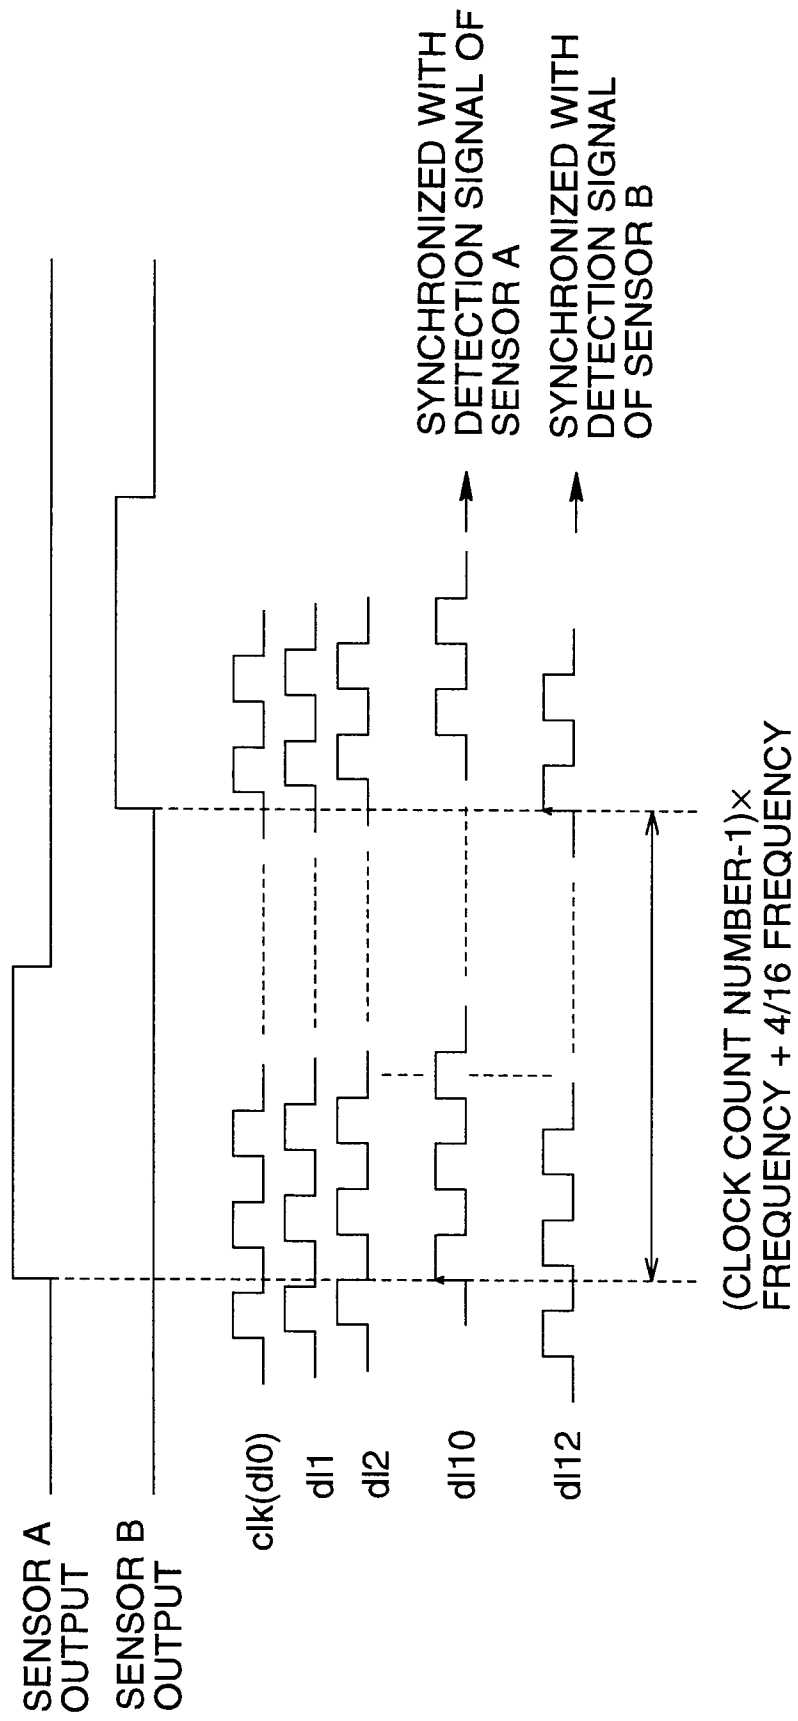 SENSOR A
OUTPUT
SENSOR B
OUTPUT
clk(dl0)
dl1
dl2
dl10
SYNCHRONIZED WITH
DETECTION SIGNAL OF
SENSOR A
dl12
SYNCHRONIZED WITH
DETECTION SIGNAL
OF SENSOR B
(CLOCK COUNT NUMBER-1)×
FREQUENCY + 4/16 FREQUENCY